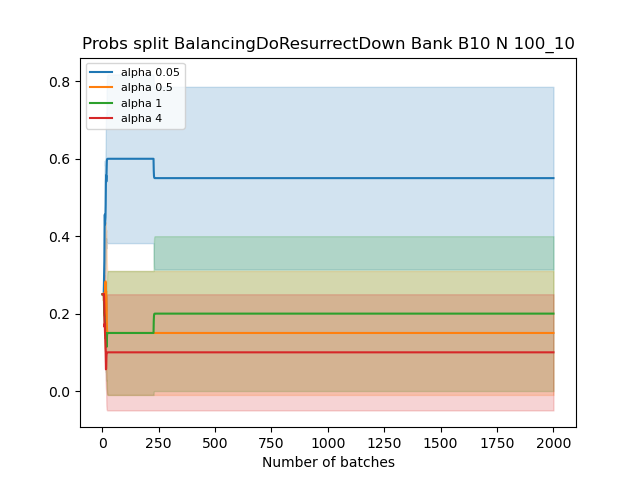 Probs split BalancingDoResurrectDown Bank B10 N 100_10
alpha 0.05
alpha 0.5
alpha 1
alpha 4
0.8
0.6
0.4
0.2
0.0
0 250 500 750 1000 1250 1500 1750 2000
Number of batches